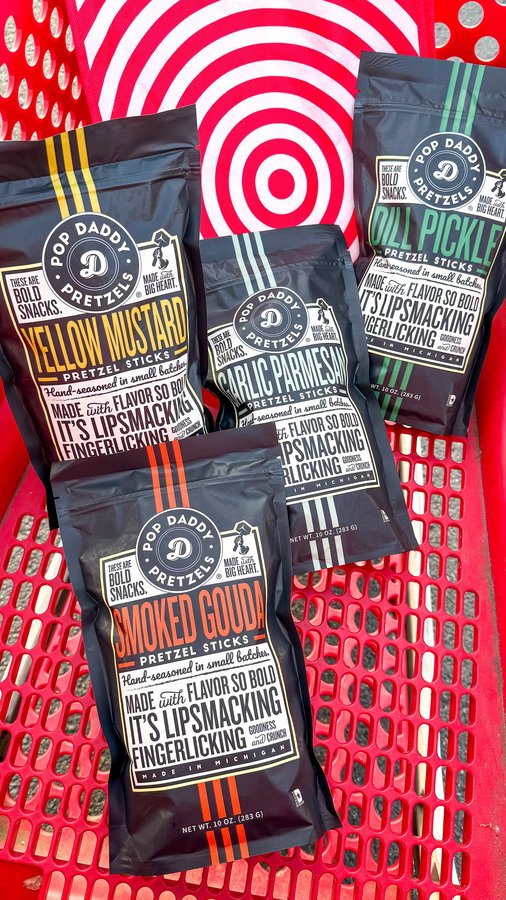 POP DADDY
D
PRETZELS
THESE ARE
BOLD
SNACKS.
MADE with
BIG HEART.
YELLOW MUSTARD
PRETZEL STICKS
Hand-seasoned in small batches.
MADE with FLAVOR SO BOLD
IT'S LIPSMACKING
FINGERLICKING
GOODNESS
POP DADDY
D
PRETZELS
®
THESE ARE
BOLD
SNACKS.
MADE with
BIG HEART.
GARLIC PARMESAN
PRETZEL STICKS
Hand-seasoned in small batches.
with FLAVOR SO BOLD
LIPSMACKING
LICKING
GOODNESS
and CRUNCH
IN MICHIGAN
NET WT. 10 OZ. (283 G)
POP DADDY
D
PRETZELS
®
THESE ARE
BOLD
SNACKS.
MADE with
BIG HEART.
DILL PICKLE
PRETZEL STICKS
Hand-seasoned in small batches.
MADE with FLAVOR SO BOLD
IT'S LIPSMACKING
FINGERLICKING
GOODNESS
and CRUNCH
MADE IN MICHIGAN
WT. 10 OZ. (283 G)
POP DADDY
D
PRETZELS
®
THESE ARE
BOLD
SNACKS.
MADE with
BIG HEART.
SMOKED GOUDA
PRETZEL STICKS
Hand-seasoned in small batches.
MADE with FLAVOR SO BOLD
IT'S LIPSMACKING
FINGERLICKING
GOODNESS
and CRUNCH
MADE IN MICHIGAN
NET WT. 10 OZ. (283 G)